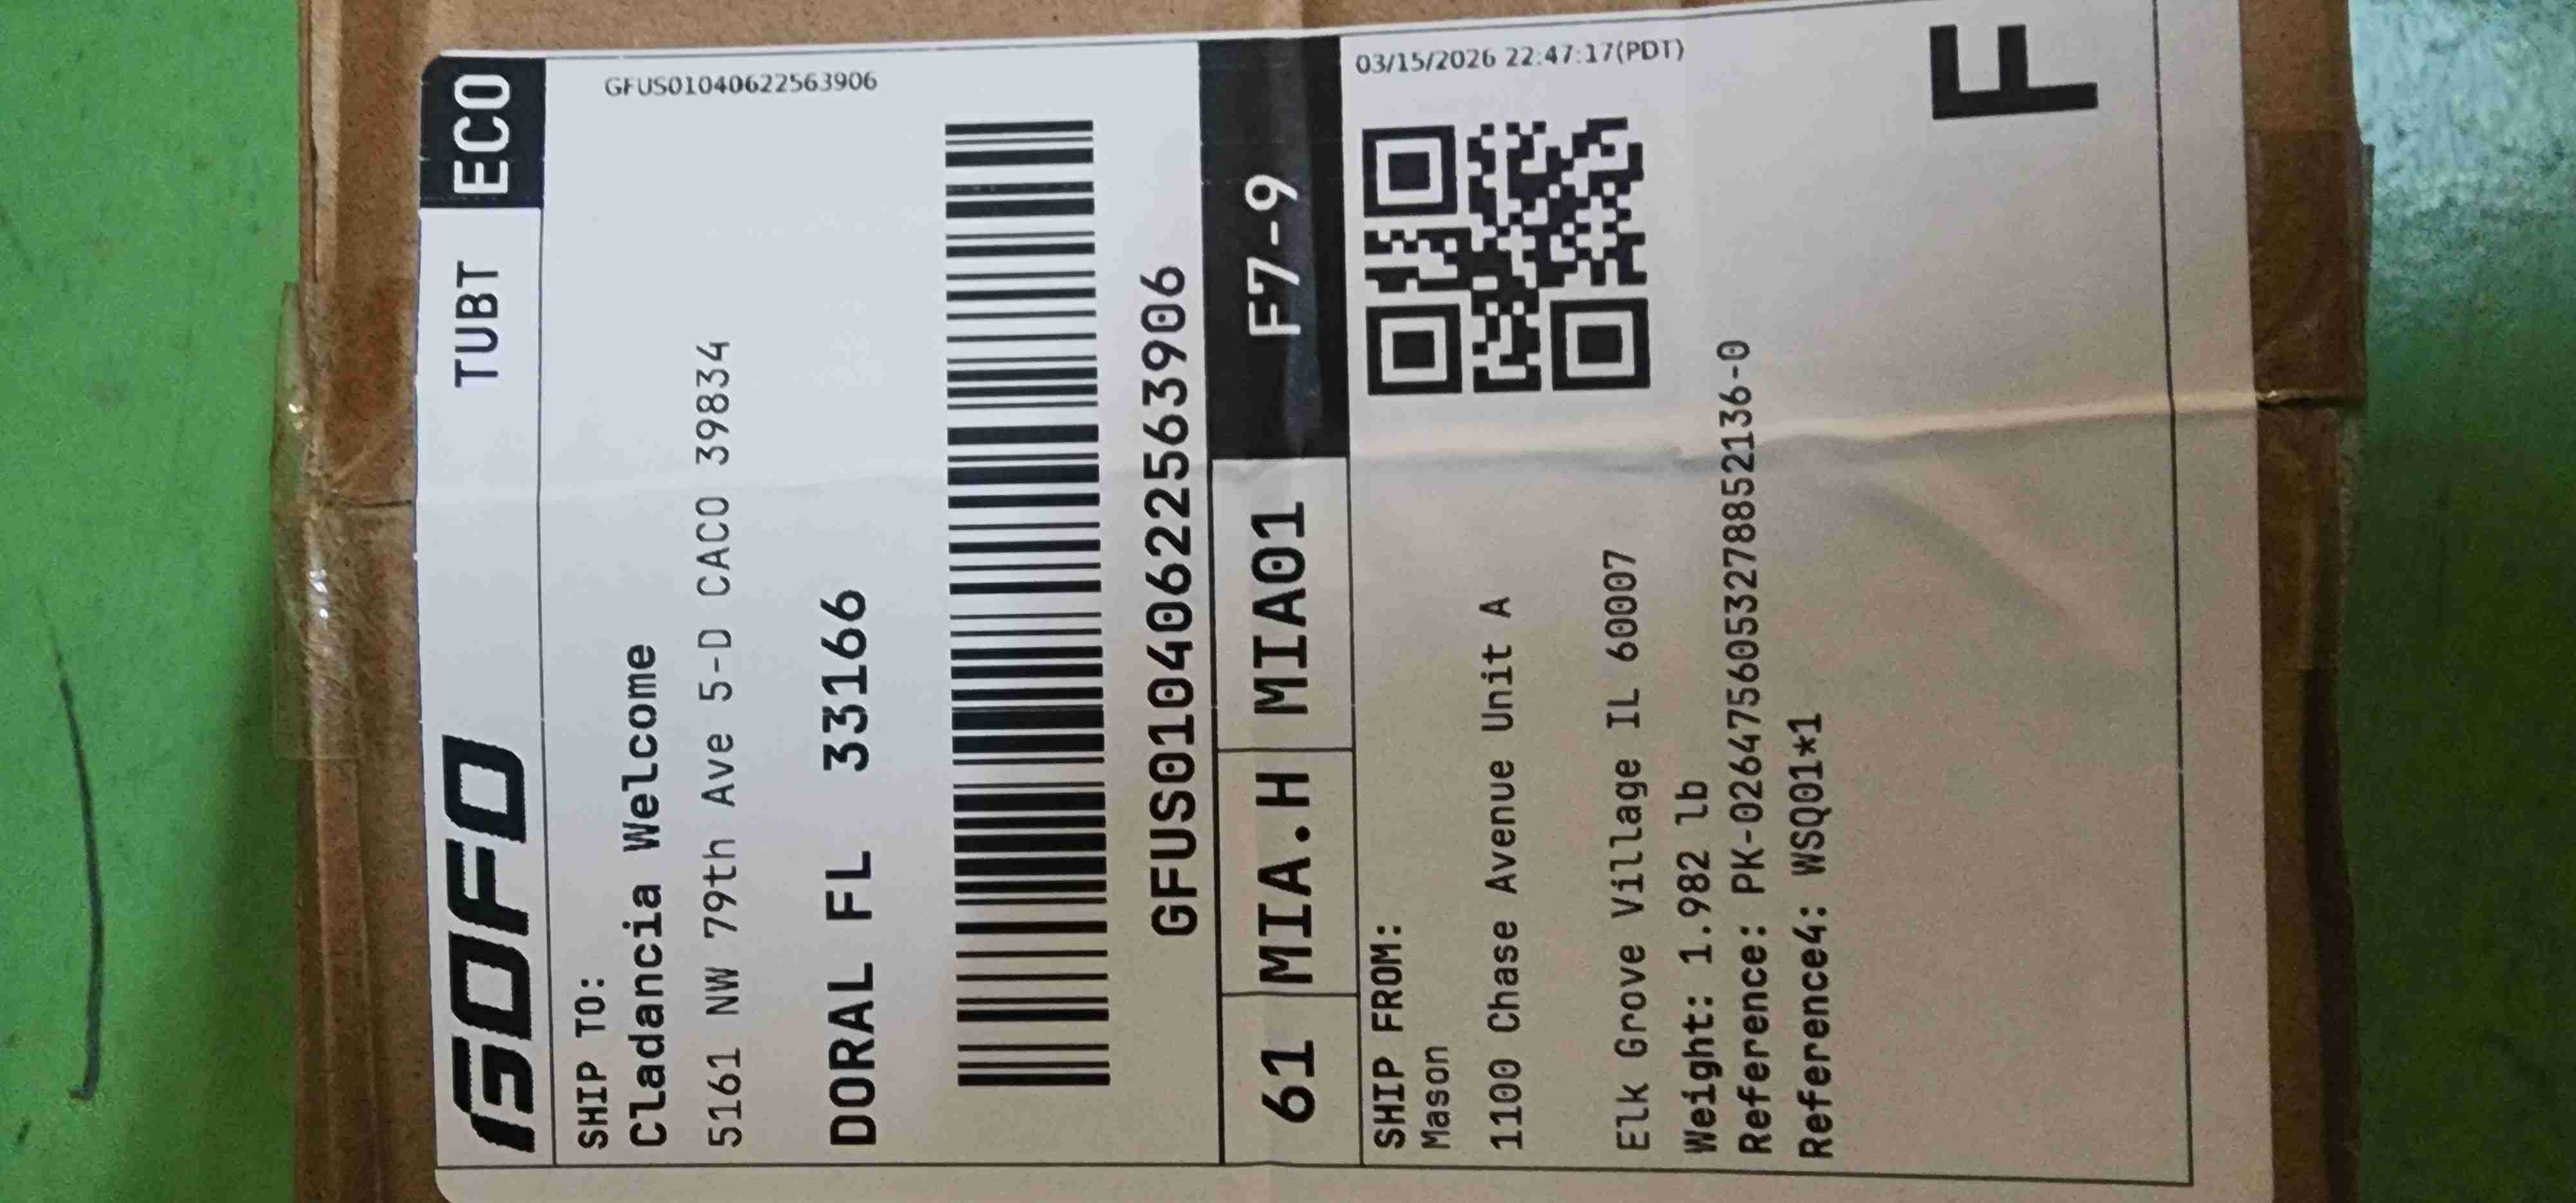 GOFO TUBT ECO
GFUS01040622563906
SHIP TO:
Cladancia Welcome
5161 NW 79th Ave 5-D CACO 39834
DORAL FL 33166
GFUS01040622563906
61 MIA.H MIA01 F7-9
03/15/2026 22:47:17(PDT)
SHIP FROM:
Mason
1100 Chase Avenue Unit A
Elk Grove Village IL 60007
Weight: 1.982 lb
Reference: PK-02647560532788852136-0
Reference4: WSQ01*1
F